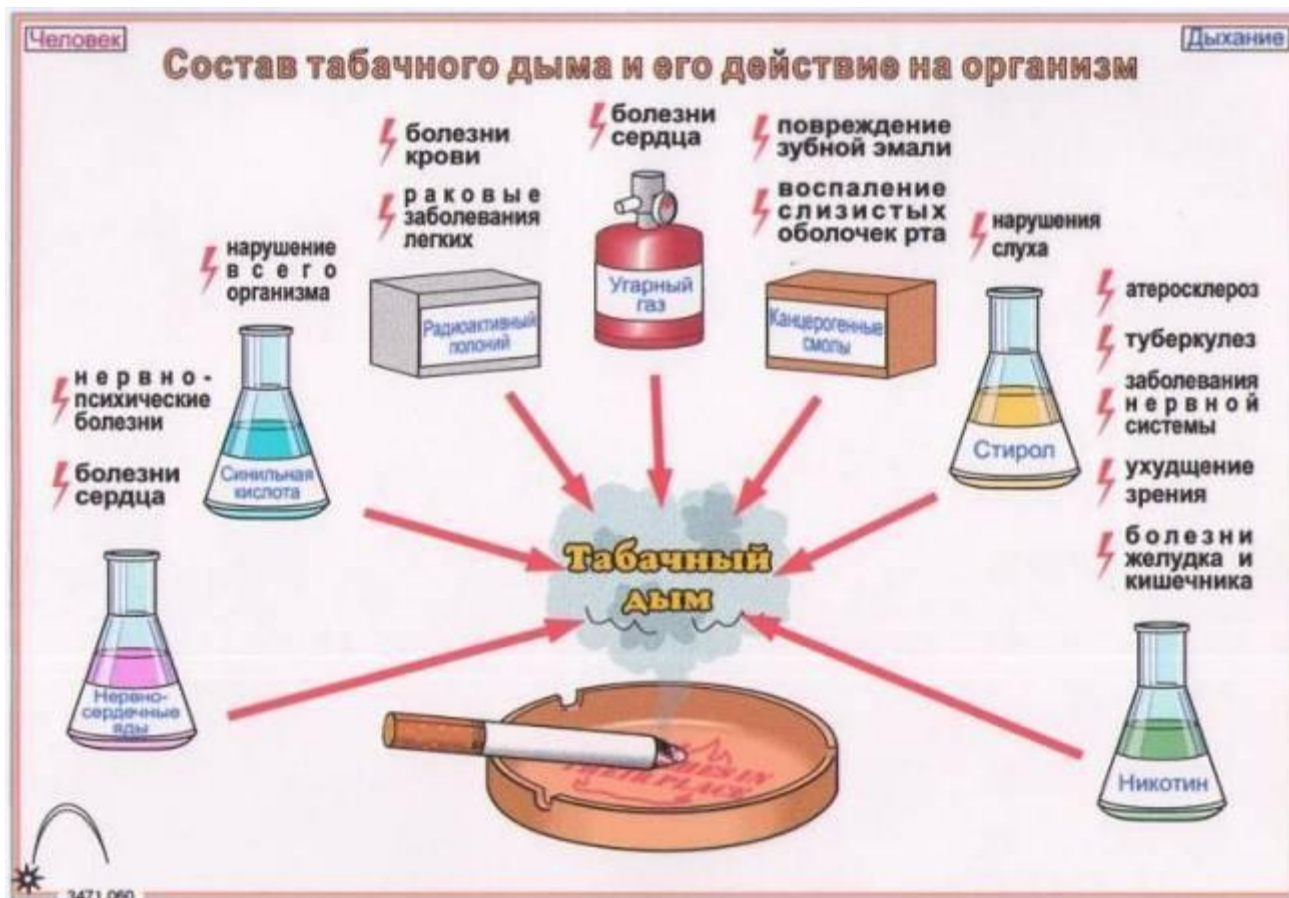 Человек
Дыхание
Состав табачного дыма и его действие на организм
нервно-
психические
болезни
болезни
сердца
Нервно-
сердечные
яды
нарушение
всего
организма
Синильная
кислота
болезни
крови
раковые
заболевания
легких
Радиоактивный
полоний
болезни
сердца
Угарный
газ
повреждение
зубной эмали
воспаление
слизистых
оболочек рта
Канцерогенные
смолы
нарушения
слуха
Стирол
атеросклероз
туберкулез
заболевания
нервной
системы
ухудщение
зрения
болезни
желудка и
кишечника
Никотин
Табачный
дым
PLACE
3471.060